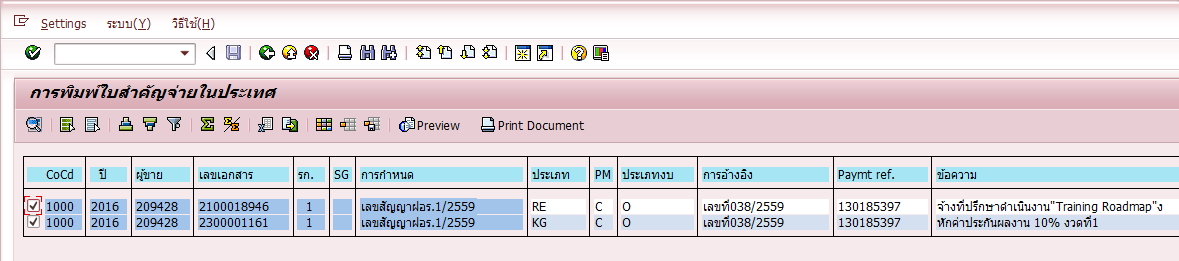 Settings ระบบ(Y) วิธีใช้(H)
การพิมพ์ใบสำคัญจ่ายในประเทศ
Preview Print Document
CoCd ปี ผู้ขาย เลขเอกสาร รก. SG การกำหนด ประเภท PM ประเภทงบ การอ้างอิง Paymt ref. ข้อความ
1000 2016 209428 2100018946 1 เลขสัญญาฝอร.1/2559 RE C O เลขที่038/2559 130185397 จ้างที่ปรึกษาดำเนินงาน"Training Roadmap"ง
1000 2016 209428 2300001161 1 เลขสัญญาฝอร.1/2559 KG C O เลขที่038/2559 130185397 หักค่าประกันผลงาน 10% งวดที่1